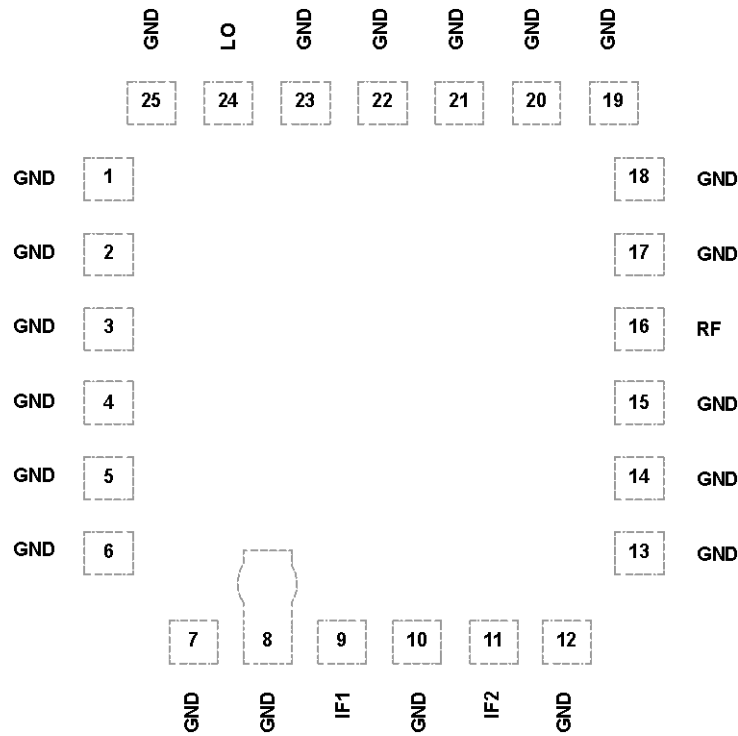 GND LO GND GND GND GND GND
25 24 23 22 21 20 19
GND 1 18 GND
GND 2 17 GND
GND 3 16 RF
GND 4 15 GND
GND 5 14 GND
GND 6 13 GND
7 8 9 10 11 12
GND GND IF1 GND IF2 GND